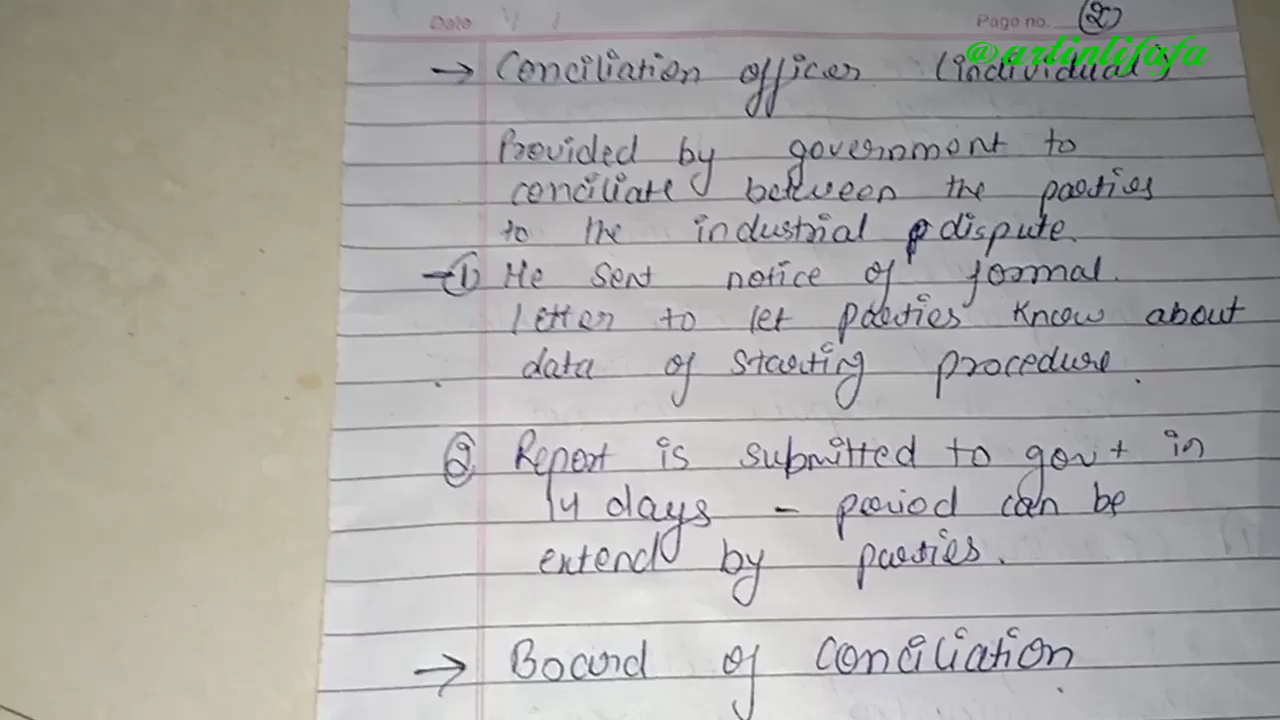 Date / /
Page no. (2)
@artinlifafa
→ Conciliation officer (individual)
Provided by government to
conciliate between the parties
to the industrial dispute.
→① He sent notice of formal.
letter to let parties know about
data of starting procedure.
② Report is submitted to govt in
14 days - period can be
extend by parties.
→ Board of conciliation